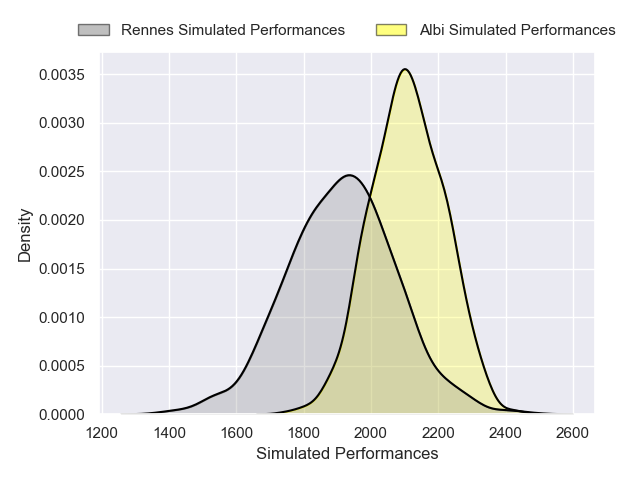 Rennes Simulated Performances Albi Simulated Performances
0.0035
0.0030
0.0025
0.0020
0.0015
0.0010
0.0005
0.0000
Density
1200 1400 1600 1800 2000 2200 2400 2600
Simulated Performances